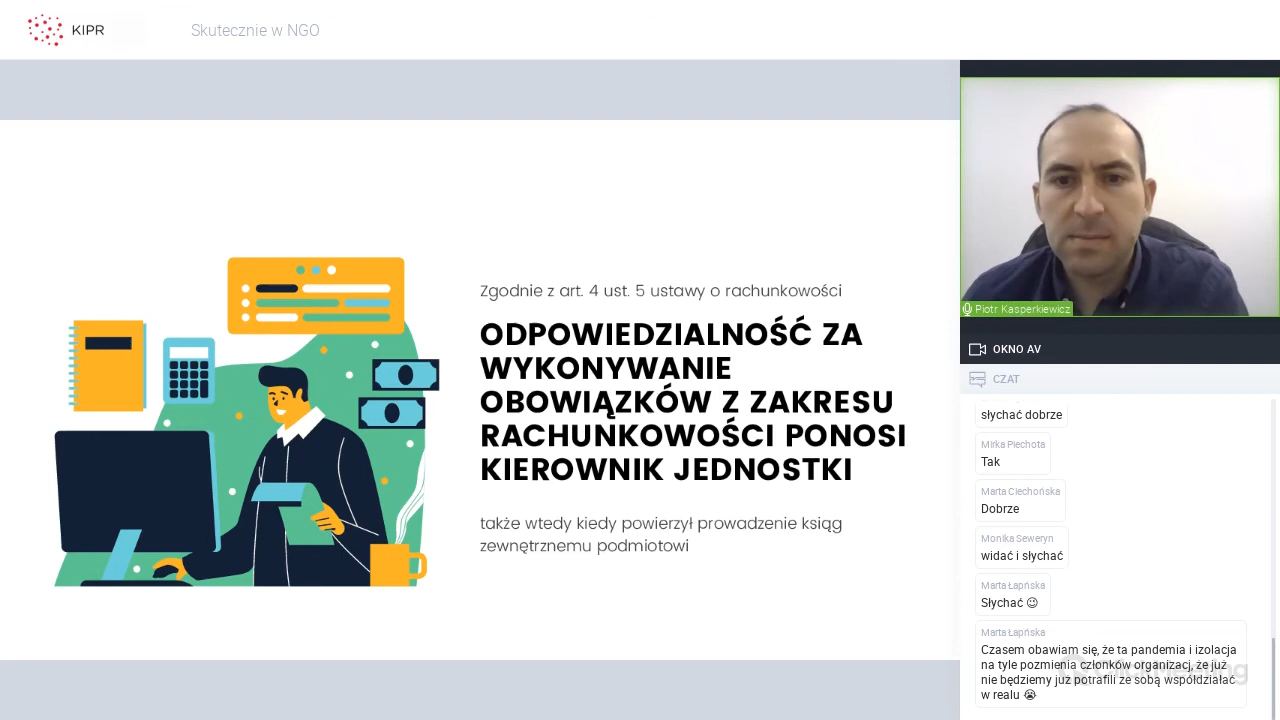 KIPR
Skutecznie w NGO
Zgodnie z art. 4 ust. 5 ustawy o rachunkowości
ODPOWIEDZIALNOŚĆ ZA
WYKONYWANIE
OBOWIĄZKÓW Z ZAKRESU
RACHUNKOWOŚCI PONOSI
KIEROWNIK JEDNOSTKI
także wtedy kiedy powierzył prowadzenie ksiąg
zewnętrznemu podmiotowi
Piotr Kasperkiewicz
OKNO AV
CZAT
słychać dobrze
Mirka Piechota
Tak
Marta Ciechońska
Dobrze
Monika Seweryn
widać i słychać
Marta Łapńska
Słychać 😉
Marta Łapńska
Czasem obawiam się, że ta pandemia i izolacja
na tyle pozmienia członków organizacj, że już
nie będziemy już potrafili ze sobą współdziałać
w realu 😭